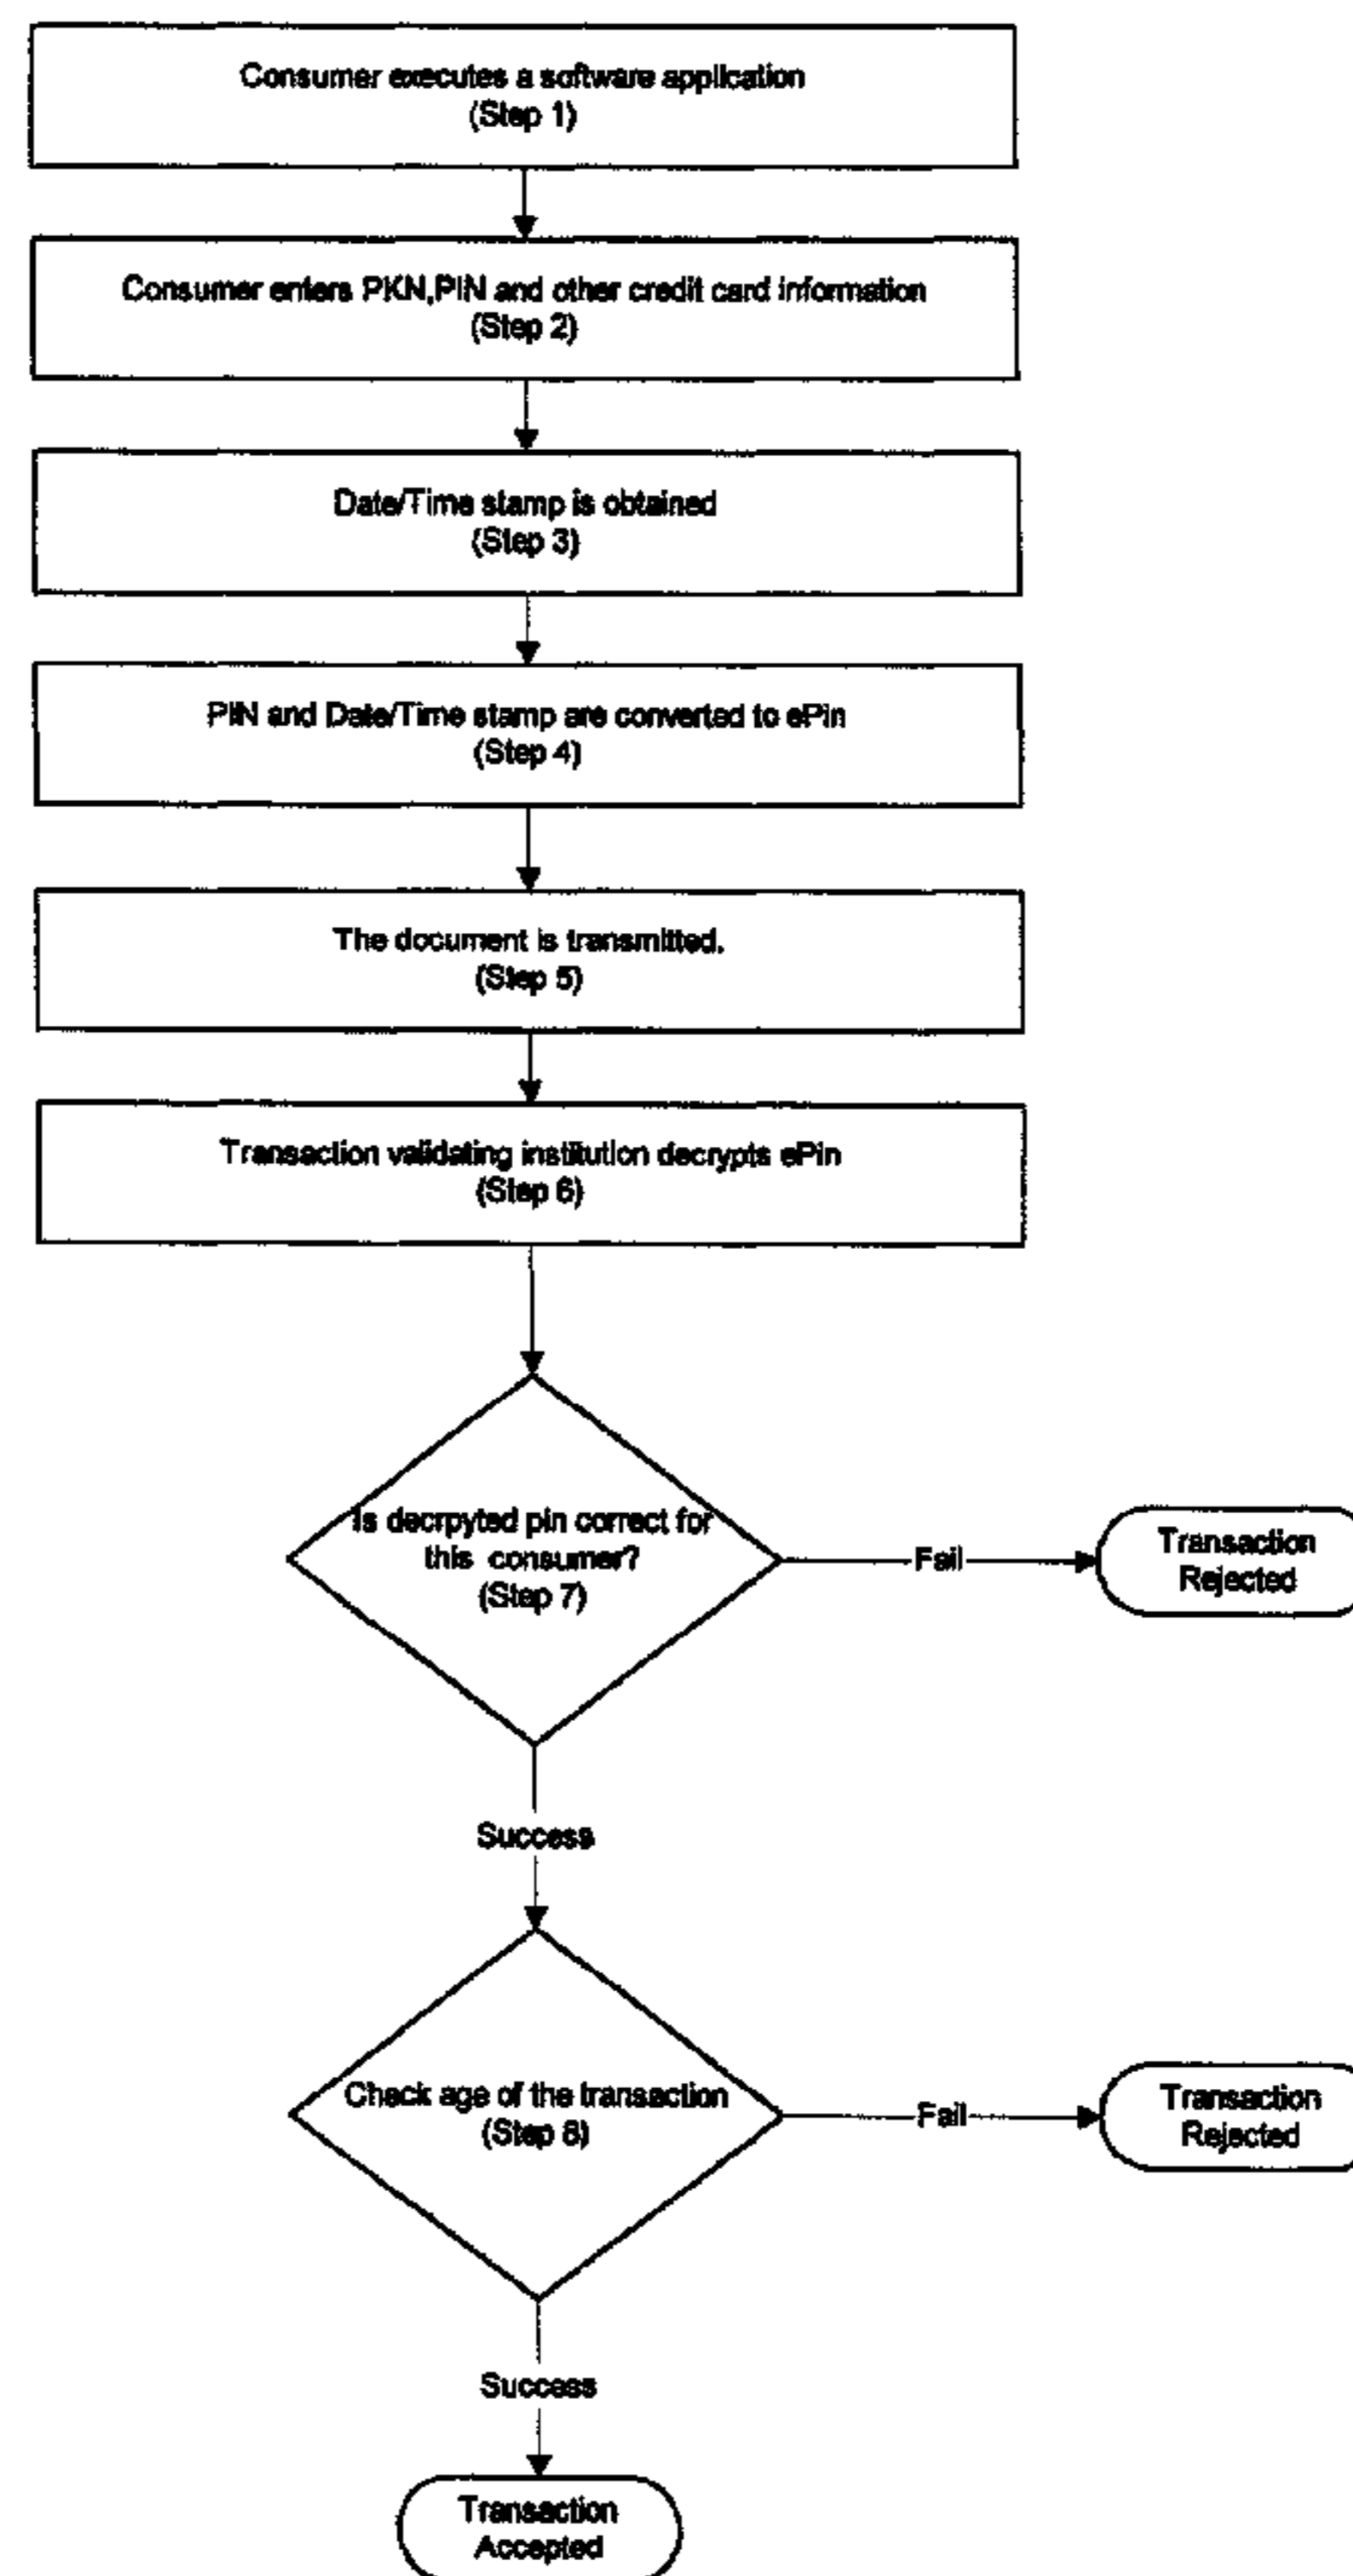 Consumer executes a software application
(Step 1)
Consumer enters PKN,PIN and other credit card information
(Step 2)
Date/Time stamp is obtained
(Step 3)
PIN and Date/Time stamp are converted to ePin
(Step 4)
The document is transmitted.
(Step 5)
Transaction validating institution decrypts ePin
(Step 6)
Is decrpyted pin correct for
this consumer?
(Step 7)
Fail
Transaction
Rejected
Success
Check age of the transaction
(Step 8)
Fail
Transaction
Rejected
Success
Transaction
Accepted